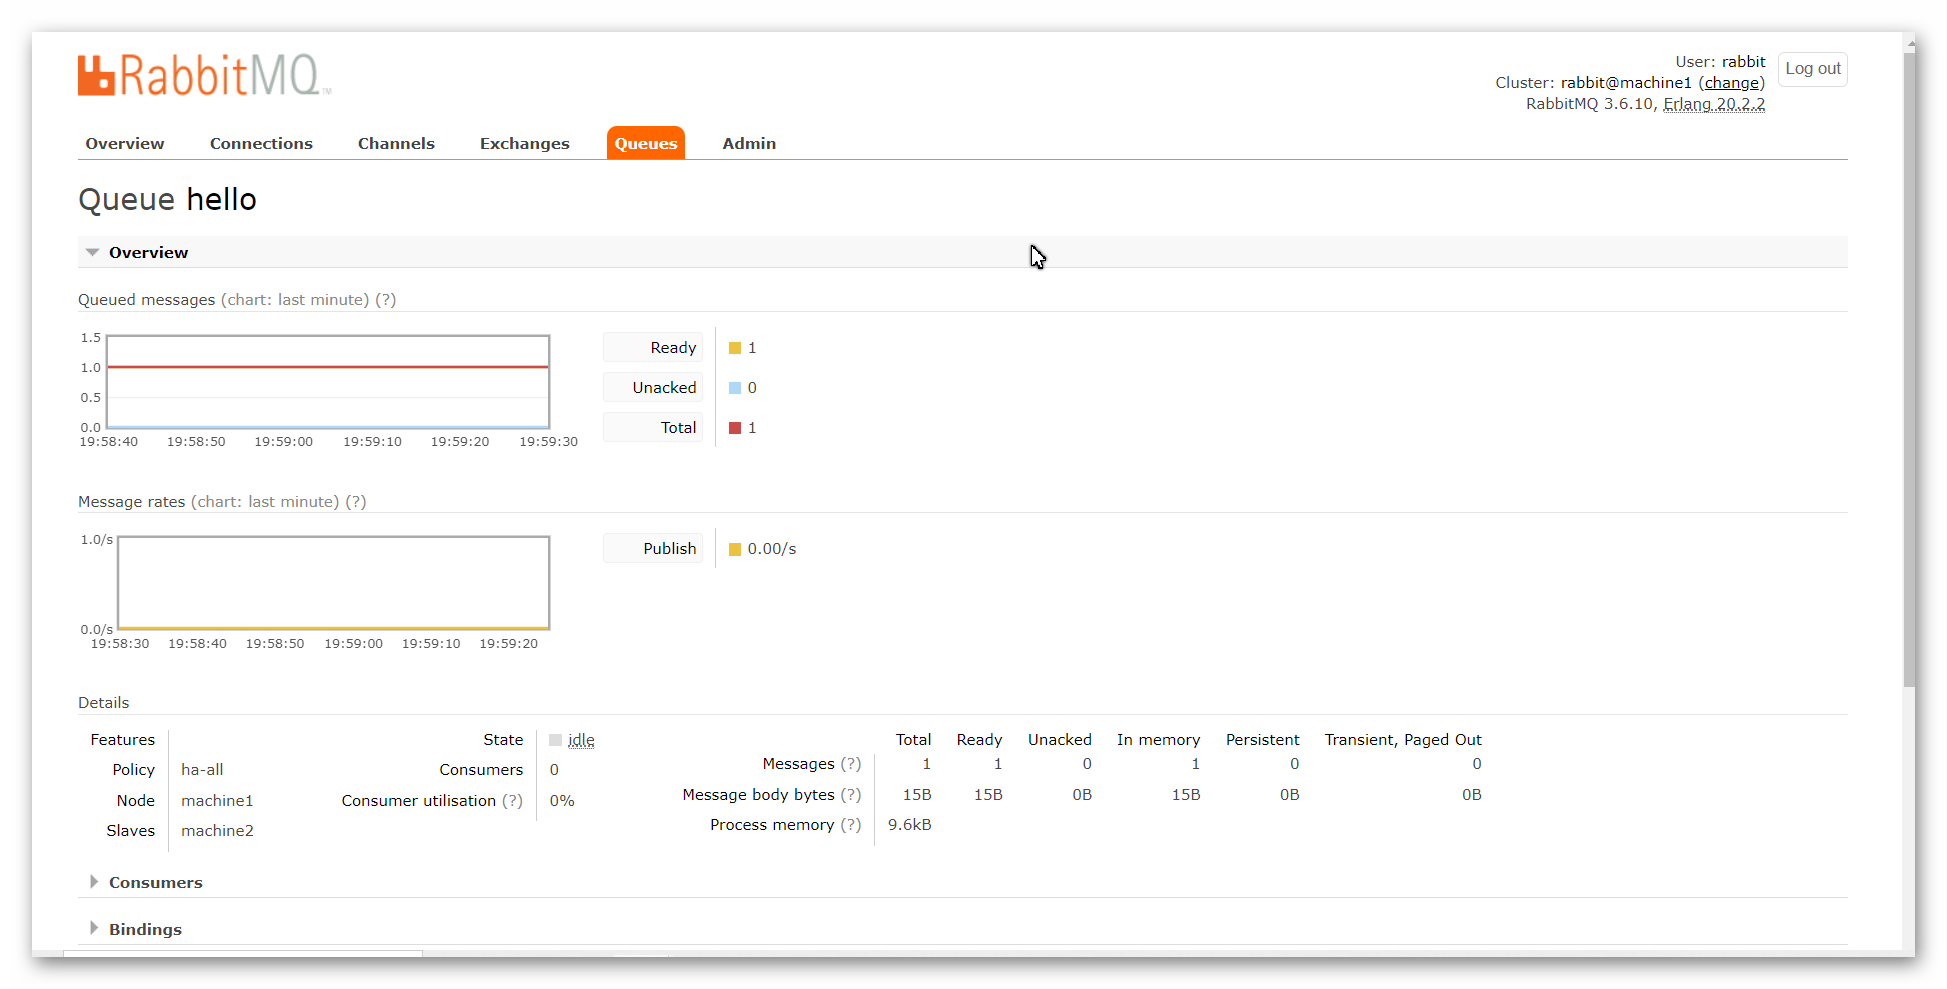 RabbitMQ™
User: rabbit
Cluster: rabbit@machine1 (change)
RabbitMQ 3.6.10, Erlang 20.2.2
Log out
Overview Connections Channels Exchanges Queues Admin
Queue hello
Overview
Queued messages (chart: last minute) (?)
1.5
1.0
0.5
0.0
19:58:40 19:58:50 19:59:00 19:59:10 19:59:20 19:59:30
Ready 1
Unacked 0
Total 1
Message rates (chart: last minute) (?)
1.0/s
0.0/s
19:58:30 19:58:40 19:58:50 19:59:00 19:59:10 19:59:20
Publish 0.00/s
Details
Features
Policy ha-all
Node machine1
Slaves machine2
State idle
Consumers 0
Consumer utilisation (?) 0%
Total Ready Unacked In memory Persistent Transient, Paged Out
Messages (?) 1 1 0 1 0 0
Message body bytes (?) 15B 15B 0B 15B 0B 0B
Process memory (?) 9.6kB
Consumers
Bindings